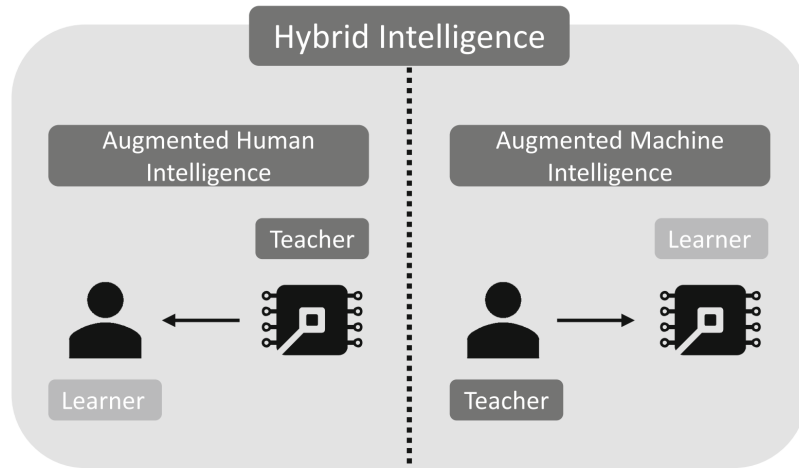 Hybrid Intelligence
Augmented Human
Intelligence
Teacher
Learner
Augmented Machine
Intelligence
Learner
Teacher